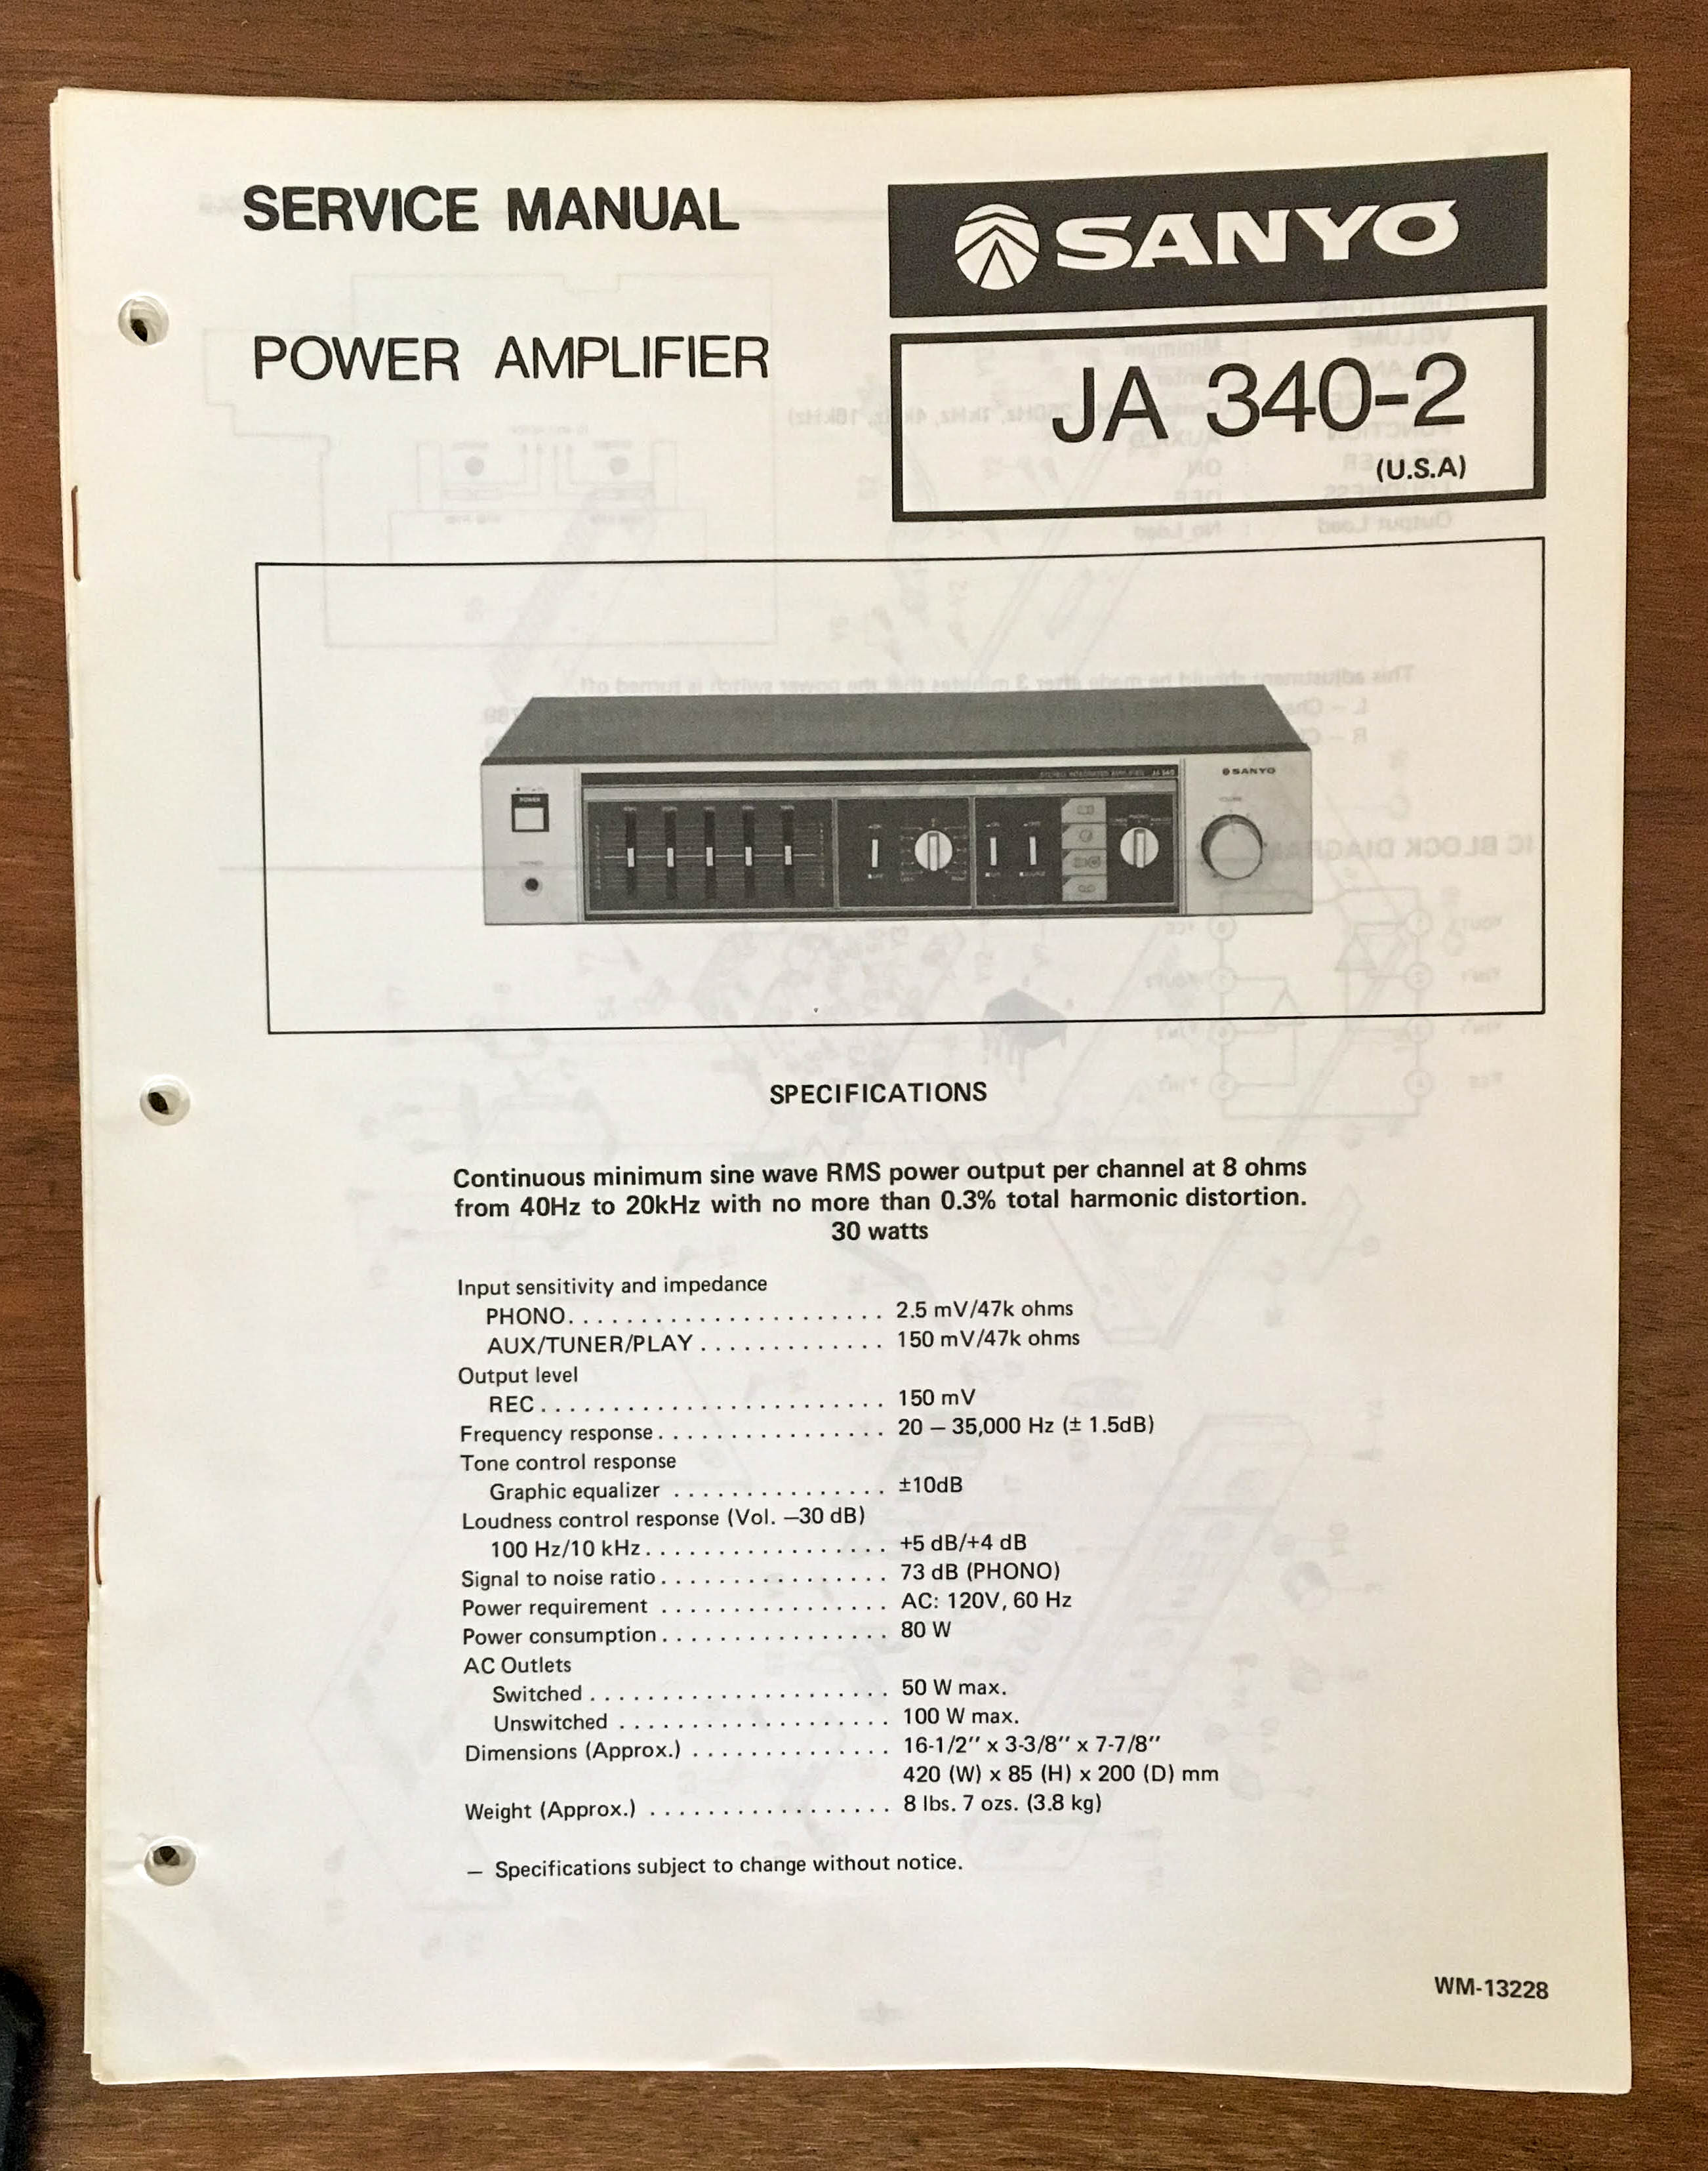 SERVICE MANUAL
SANYO
POWER AMPLIFIER
JA 340-2
(U.S.A)
POWER
SANYO
SPECIFICATIONS
Continuous minimum sine wave RMS power output per channel at 8 ohms
from 40Hz to 20kHz with no more than 0.3% total harmonic distortion.
30 watts
Input sensitivity and impedance
PHONO. . . . . . . . . . . . . . . . . . . . . . 2.5 mV/47k ohms
AUX/TUNER/PLAY . . . . . . . . . . . . . 150 mV/47k ohms
Output level
REC . . . . . . . . . . . . . . . . . . . . . . . . 150 mV
Frequency response . . . . . . . . . . . . . . . . 20 – 35,000 Hz (± 1.5dB)
Tone control response
Graphic equalizer . . . . . . . . . . . . . . . ±10dB
Loudness control response (Vol. –30 dB)
100 Hz/10 kHz . . . . . . . . . . . . . . . . . +5 dB/+4 dB
Signal to noise ratio . . . . . . . . . . . . . . . . 73 dB (PHONO)
Power requirement . . . . . . . . . . . . . . . . AC: 120V, 60 Hz
Power consumption . . . . . . . . . . . . . . . . 80 W
AC Outlets
Switched . . . . . . . . . . . . . . . . . . . . . 50 W max.
Unswitched . . . . . . . . . . . . . . . . . . . 100 W max.
Dimensions (Approx.) . . . . . . . . . . . . . . 16-1/2'' x 3-3/8'' x 7-7/8''
420 (W) x 85 (H) x 200 (D) mm
Weight (Approx.) . . . . . . . . . . . . . . . . . 8 lbs. 7 ozs. (3.8 kg)
– Specifications subject to change without notice.
WM-13228